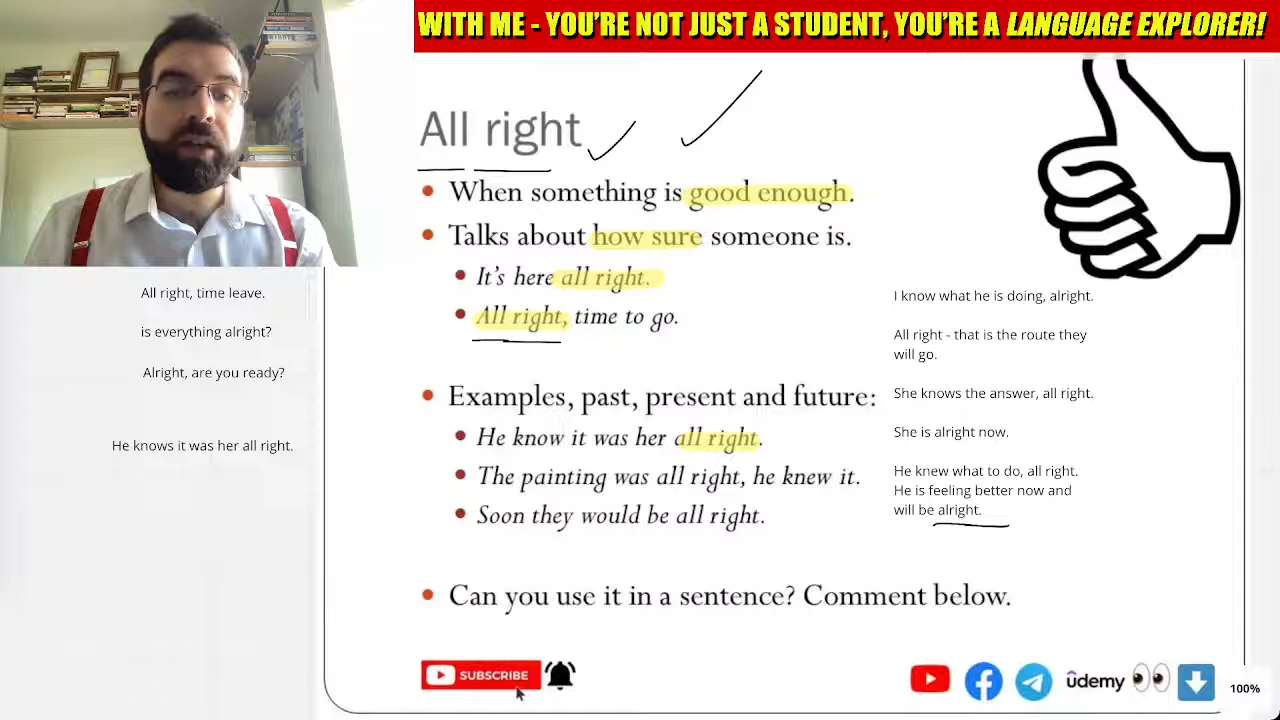 WITH ME - YOU'RE NOT JUST A STUDENT, YOU'RE A LANGUAGE EXPLORER!
All right
• When something is good enough.
• Talks about how sure someone is.
• It's here all right.
• All right, time to go.
• Examples, past, present and future:
• He know it was her all right.
• The painting was all right, he knew it.
• Soon they would be all right.
• Can you use it in a sentence? Comment below.
All right, time leave.
is everything alright?
Alright, are you ready?
He knows it was her all right.
I know what he is doing, alright.
All right - that is the route they
will go.
She knows the answer, all right.
She is alright now.
He knew what to do, all right.
He is feeling better now and
will be alright.
SUBSCRIBE
ûdemy
100%